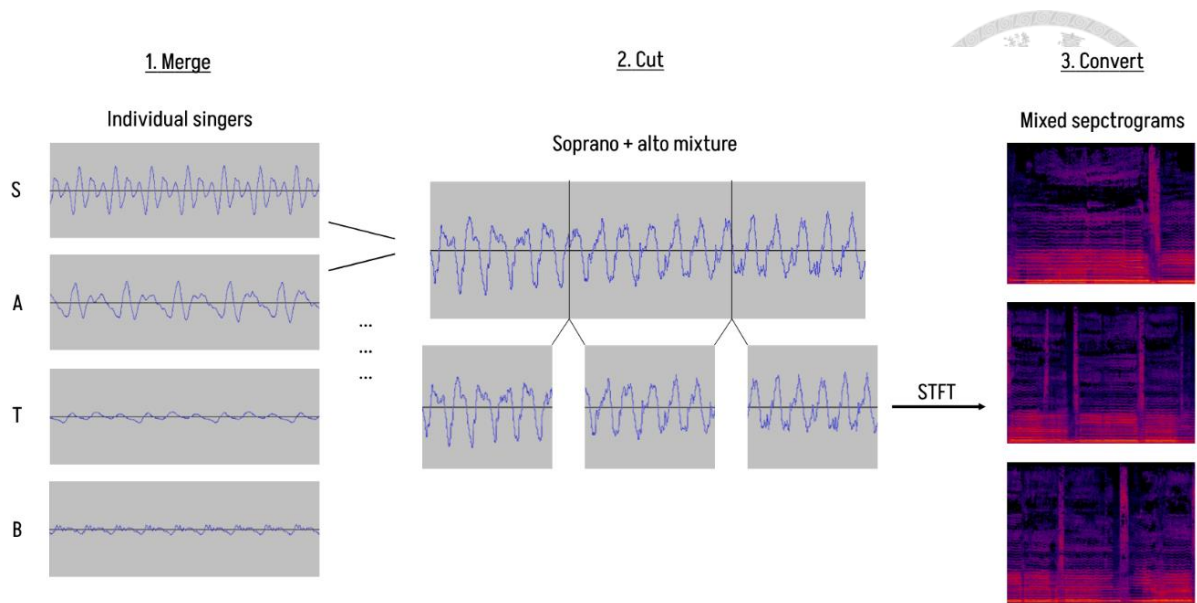 1. Merge
2. Cut
3. Convert
Individual singers
Soprano + alto mixture
Mixed sepctrograms
S
A
T
B
...
...
...
STFT